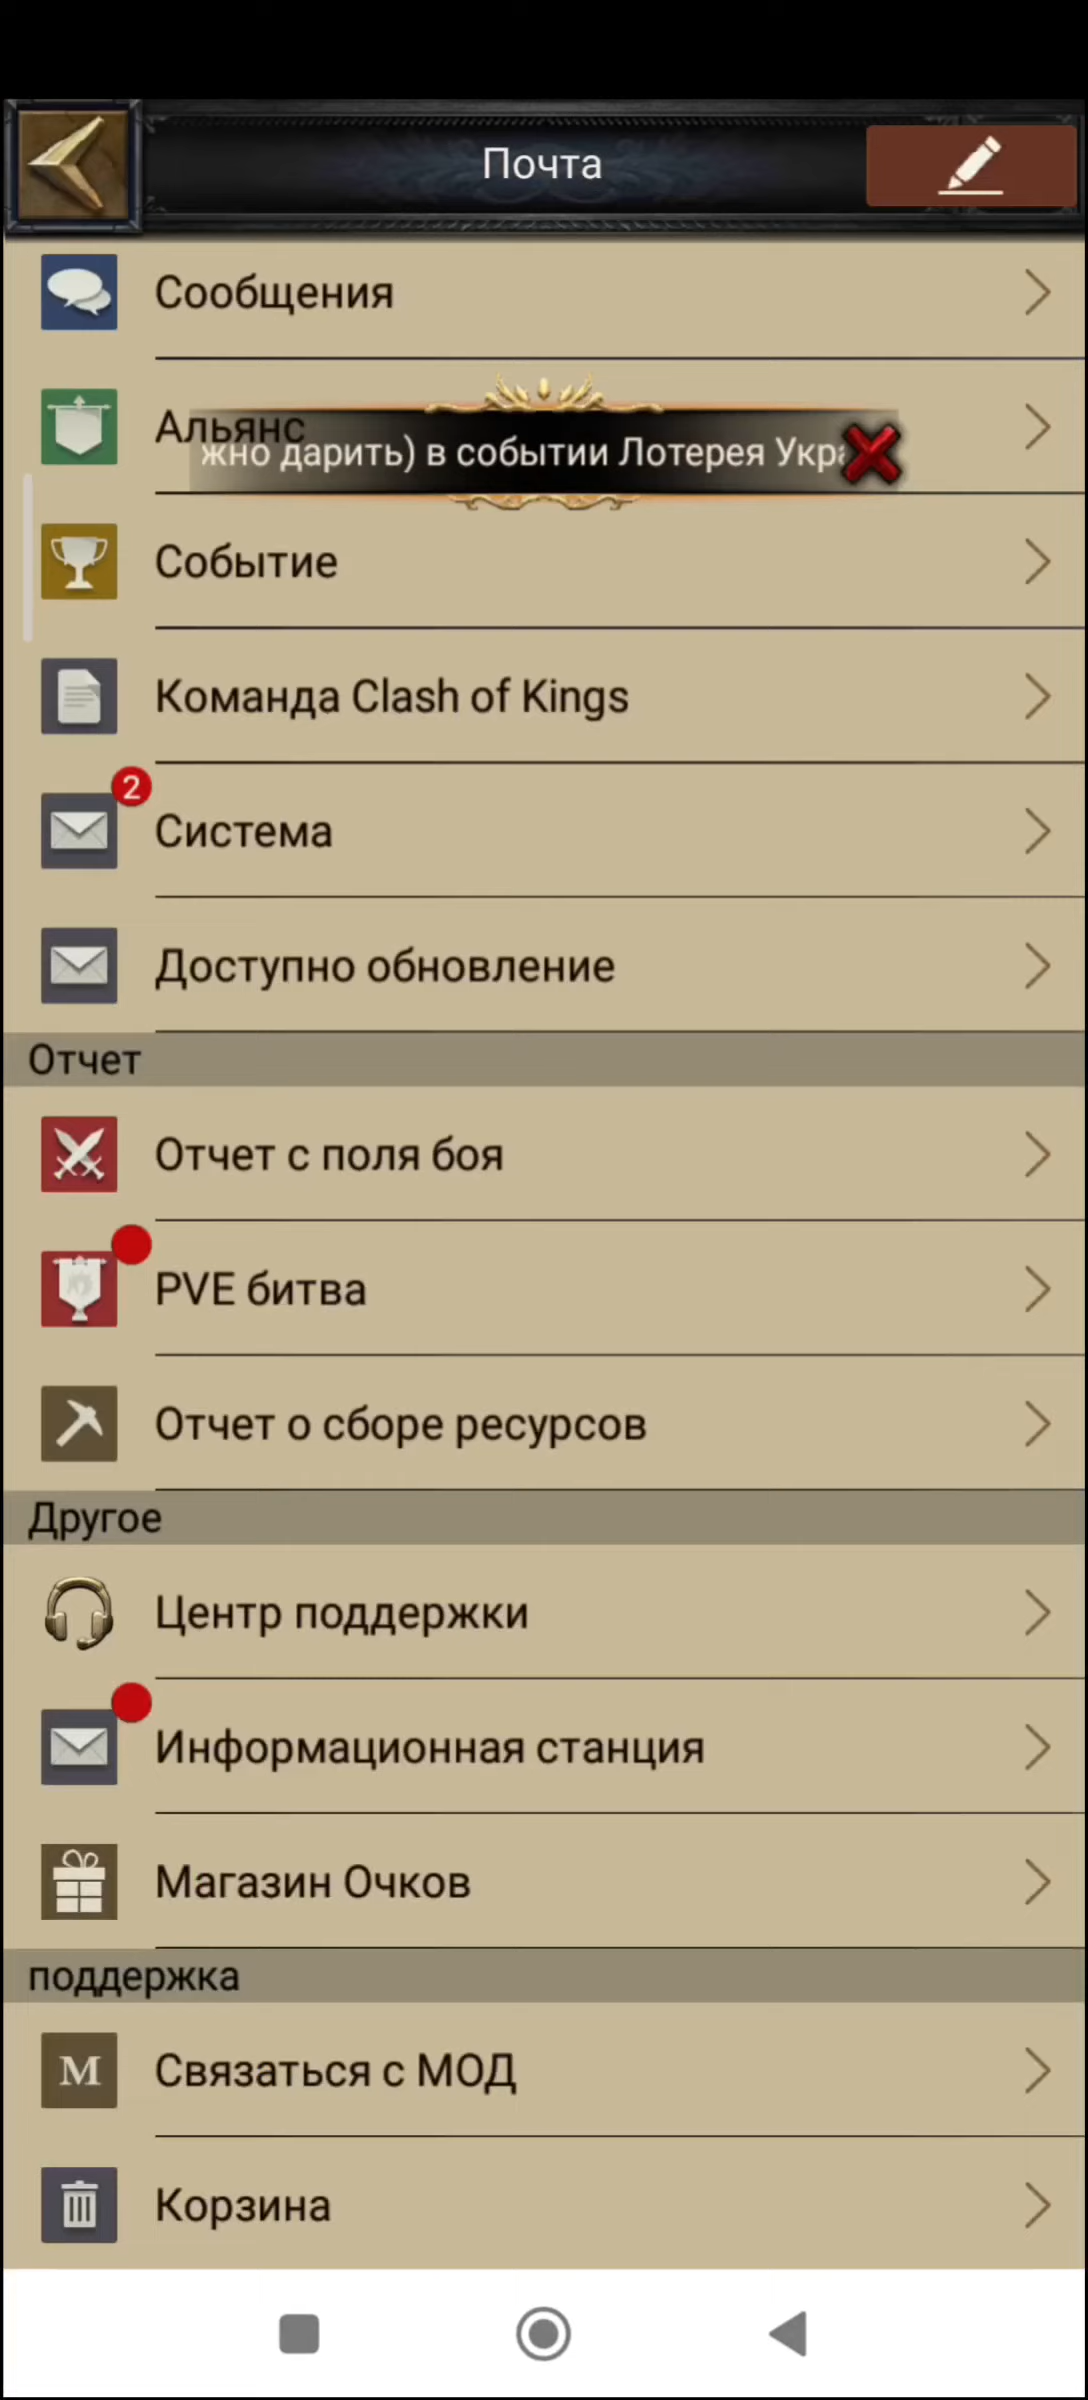 Почта
Сообщения
Альянс
жно дарить) в событии Лотерея Укра
Событие
Команда Clash of Kings
2
Система
Доступно обновление
Отчет
Отчет с поля боя
PVE битва
Отчет о сборе ресурсов
Другое
Центр поддержки
Информационная станция
Магазин Очков
поддержка
M
Связаться с МОД
Корзина